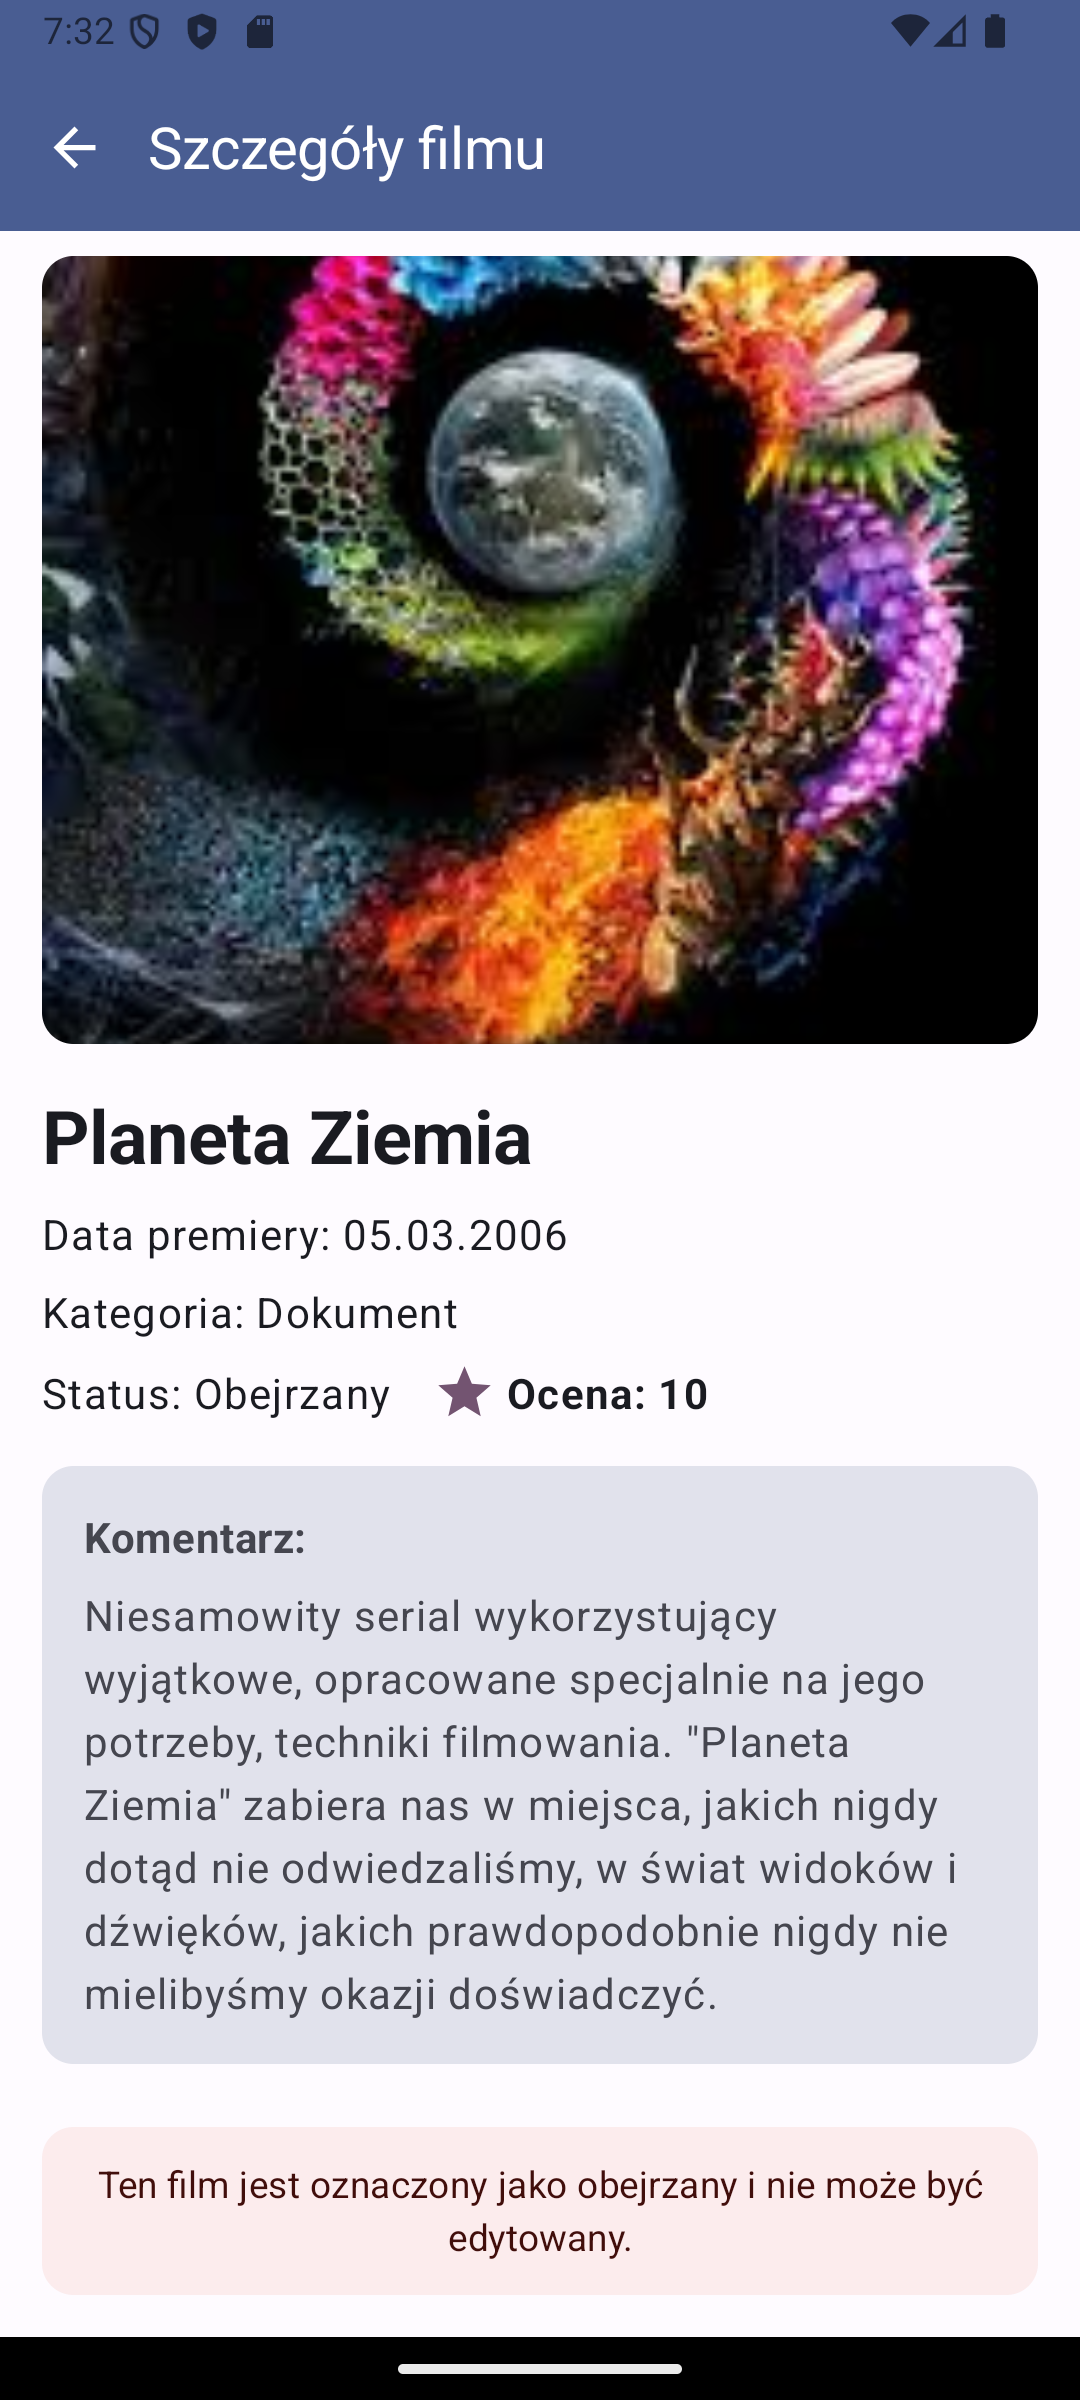 7:32
Szczegóły filmu
Planeta Ziemia
Data premiery: 05.03.2006
Kategoria: Dokument
Status: Obejrzany Ocena: 10
Komentarz:
Niesamowity serial wykorzystujący
wyjątkowe, opracowane specjalnie na jego
potrzeby, techniki filmowania. "Planeta
Ziemia" zabiera nas w miejsca, jakich nigdy
dotąd nie odwiedzaliśmy, w świat widoków i
dźwięków, jakich prawdopodobnie nigdy nie
mielibyśmy okazji doświadczyć.
Ten film jest oznaczony jako obejrzany i nie może być
edytowany.